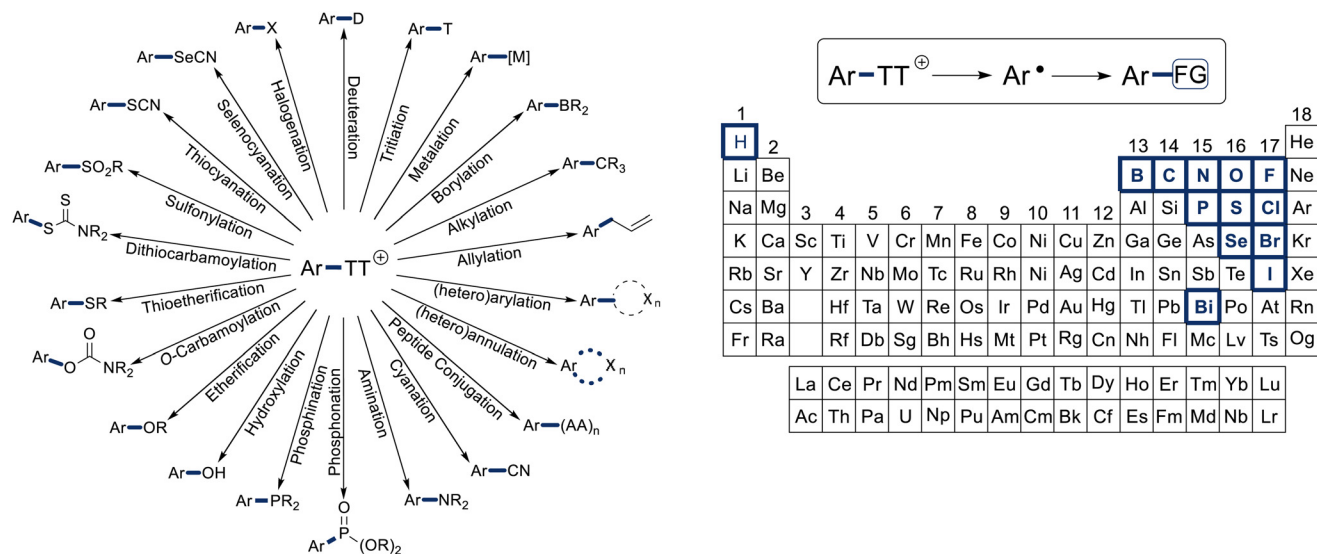 Ar–TT⊕
Ar–D
Deuteration
Ar–T
Tritiation
Ar–[M]
Metalation
Ar–BR2
Borylation
Ar–CR3
Alkylation
Ar
Allylation
Ar Xn
(hetero)arylation
Ar Xn
(hetero)annulation
Ar–(AA)n
Peptide Conjugation
Ar–CN
Cyanation
Ar–NR2
Amination
O
Ar P (OR)2
Phosphonation
Ar–PR2
Phosphination
Ar–OH
Hydroxylation
Ar–OR
Etherification
O
Ar O NR2
O-Carbamoylation
Ar–SR
Thioetherification
S
Ar S NR2
Dithiocarbamoylation
Ar–SO2R
Sulfonylation
Ar–SCN
Thiocyanation
Ar–SeCN
Selenocyanation
Ar–X
Halogenation
Ar–TT⊕ Ar• Ar–FG
1 18
H 2 13 14 15 16 17 He
Li Be B C N O F Ne
Na Mg 3 4 5 6 7 8 9 10 11 12 Al Si P S Cl Ar
K Ca Sc Ti V Cr Mn Fe Co Ni Cu Zn Ga Ge As Se Br Kr
Rb Sr Y Zr Nb Mo Tc Ru Rh Ni Ag Cd In Sn Sb Te I Xe
Cs Ba Hf Ta W Re Os Ir Pd Au Hg Tl Pb Bi Po At Rn
Fr Ra Rf Db Sg Bh Hs Mt Pt Rg Cn Nh Fl Mc Lv Ts Og
La Ce Pr Nd Pm Sm Eu Gd Tb Dy Ho Er Tm Yb Lu
Ac Th Pa U Np Pu Am Cm Bk Cf Es Fm Md Nb Lr